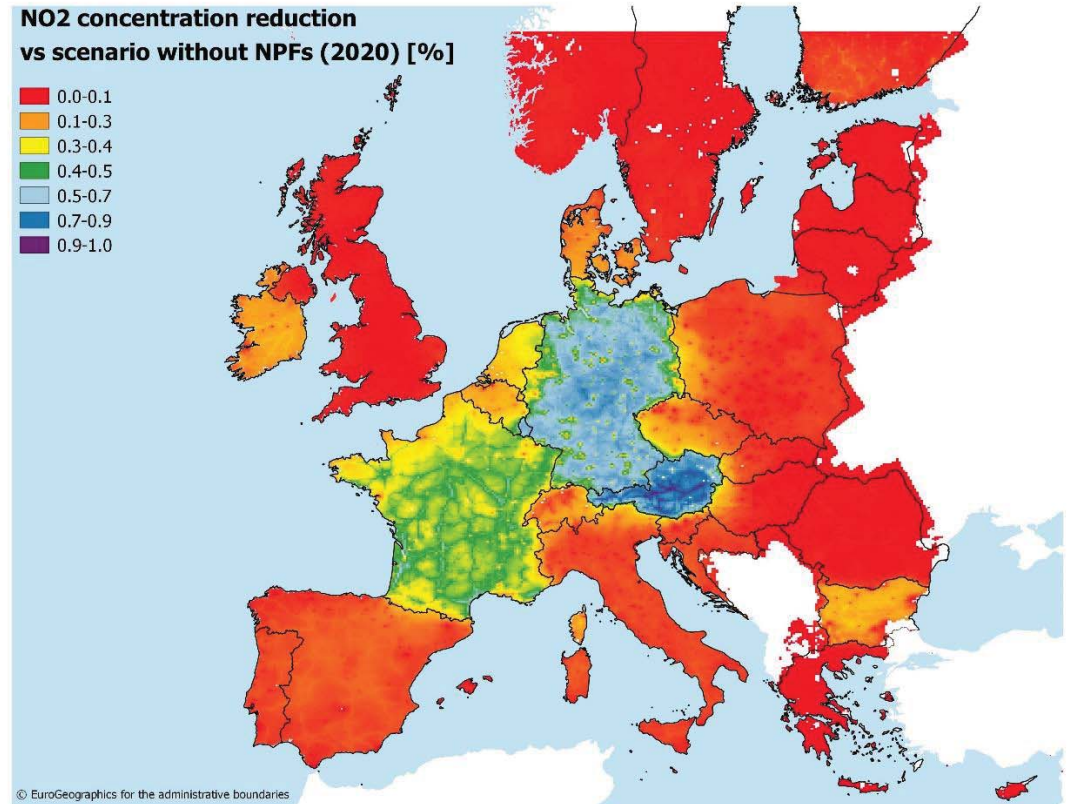 NO2 concentration reduction
vs scenario without NPFs (2020) [%]
0.0-0.1
0.1-0.3
0.3-0.4
0.4-0.5
0.5-0.7
0.7-0.9
0.9-1.0
© EuroGeographics for the administrative boundaries